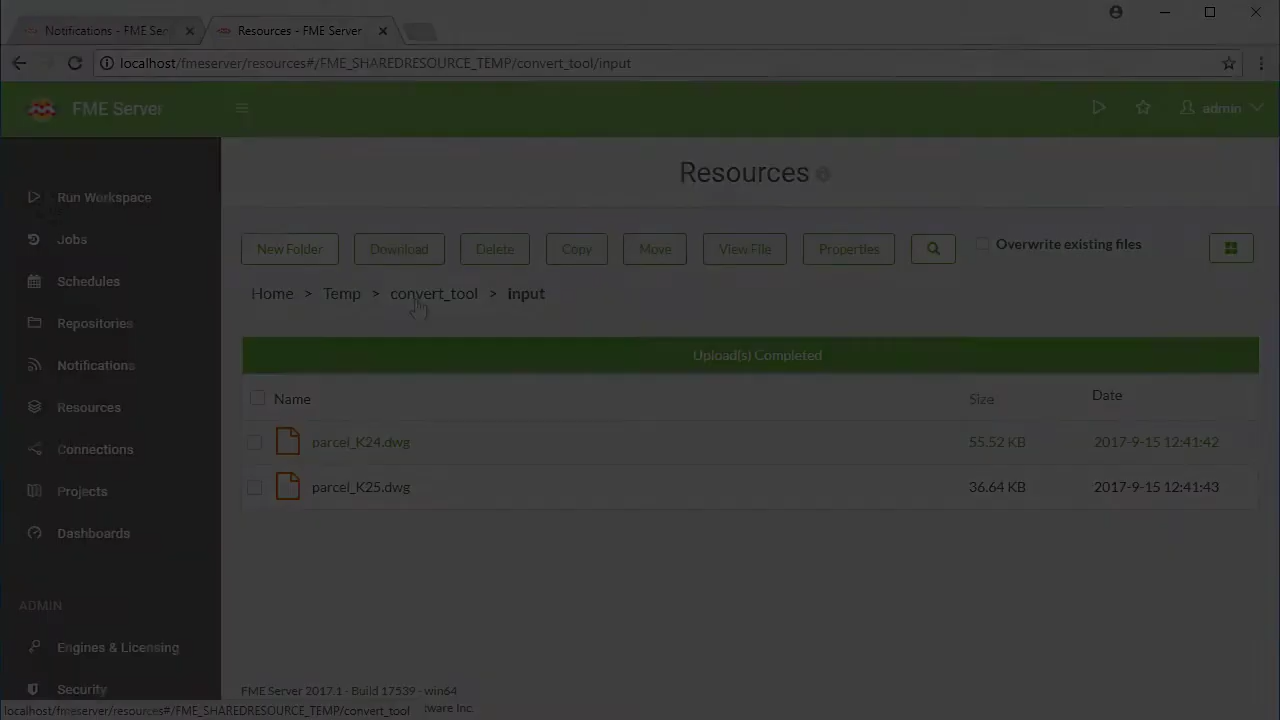 Notifications - FME Ser
Resources - FME Server
localhost/fmeserver/resources#/FME_SHAREDRESOURCE_TEMP/convert_tool/input
FME Server
admin
Run Workspace
Jobs
Schedules
Repositories
Notifications
Resources
Connections
Projects
Dashboards
ADMIN
Engines & Licensing
Security
Resources
New Folder
Download
Delete
Copy
Move
View File
Properties
Overwrite existing files
Home > Temp > convert_tool > input
Upload(s) Completed
Name Size Date
parcel_K24.dwg 55.52 KB 2017-9-15 12:41:42
parcel_K25.dwg 36.64 KB 2017-9-15 12:41:43
FME Server 2017.1 - Build 17539 - win64
tware Inc.
localhost/fmeserver/resources#/FME_SHAREDRESOURCE_TEMP/convert_tool